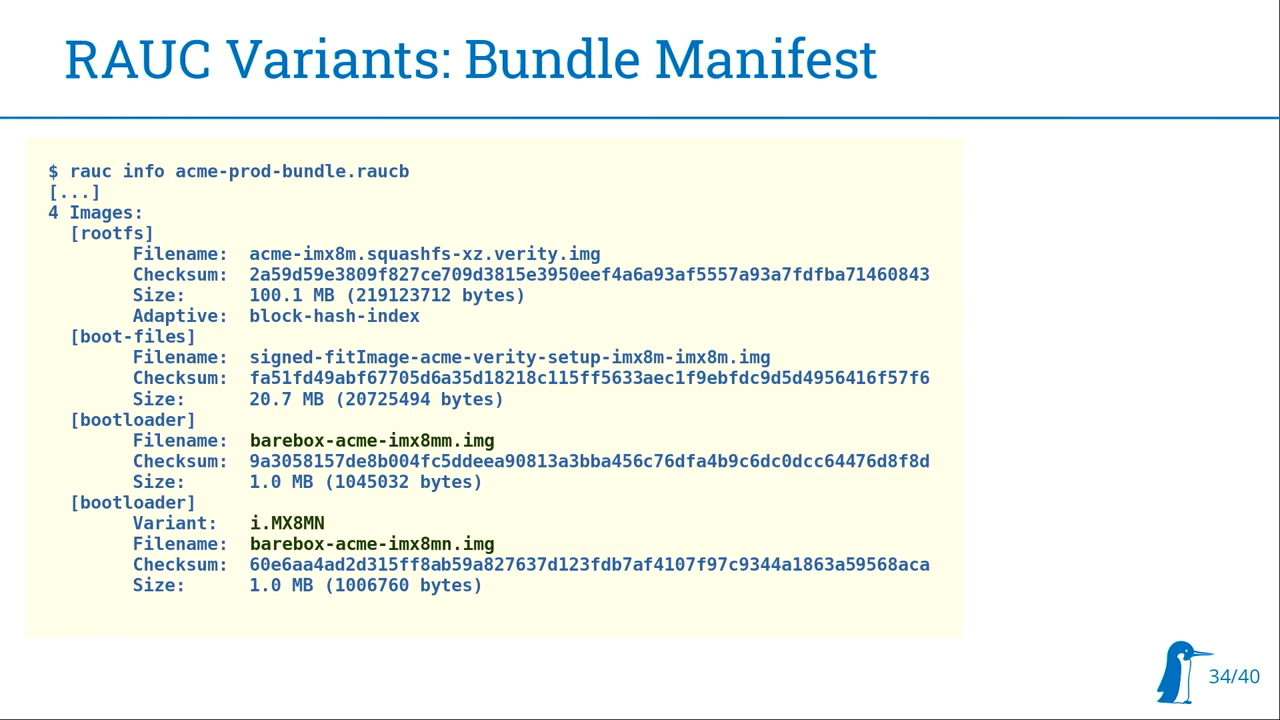 RAUC Variants: Bundle Manifest
$ rauc info acme-prod-bundle.raucb
[...]
4 Images:
[rootfs]
Filename: acme-imx8m.squashfs-xz.verity.img
Checksum: 2a59d59e3809f827ce709d3815e3950eef4a6a93af5557a93a7fdfba71460843
Size: 100.1 MB (219123712 bytes)
Adaptive: block-hash-index
[boot-files]
Filename: signed-fitImage-acme-verity-setup-imx8m-imx8m.img
Checksum: fa51fd49abf67705d6a35d18218c115ff5633aec1f9ebfdc9d5d4956416f57f6
Size: 20.7 MB (20725494 bytes)
[bootloader]
Filename: barebox-acme-imx8mm.img
Checksum: 9a3058157de8b004fc5ddeea90813a3bba456c76dfa4b9c6dc0dcc64476d8f8d
Size: 1.0 MB (1045032 bytes)
[bootloader]
Variant: i.MX8MN
Filename: barebox-acme-imx8mn.img
Checksum: 60e6aa4ad2d315ff8ab59a827637d123fdb7af4107f97c9344a1863a59568aca
Size: 1.0 MB (1006760 bytes)
34/40